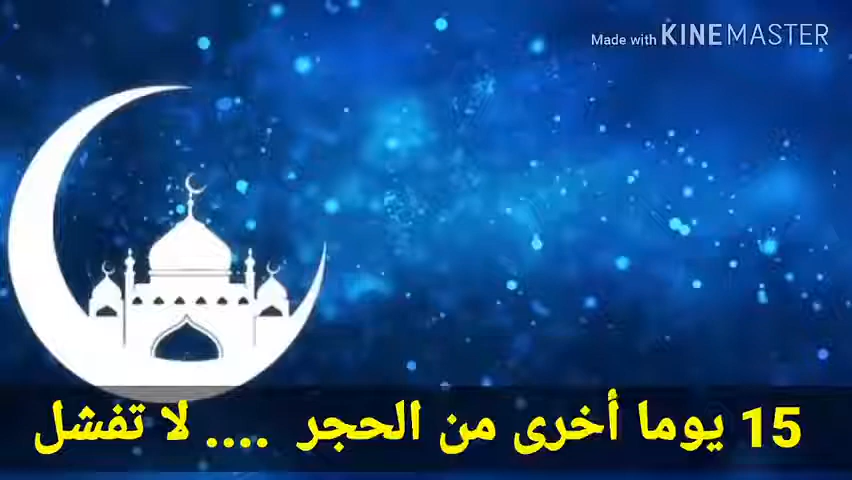 Made with KINEMASTER
15 يوما أخرى من الحجر .... لا تفشل